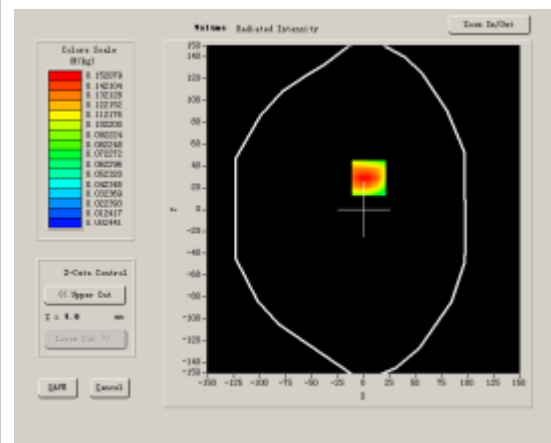 Volume Radiated Intensity
Zoom In/Out
Colors Scale
(W/kg)
0.152079
0.142104
0.132128
0.122152
0.112176
0.102200
0.092224
0.082248
0.072272
0.062296
0.052320
0.042345
0.032369
0.022393
0.012417
0.002441
Z-Cuts Control
<< Upper Cut
Z = 4.0 mm
Lower Cut >>
SAVE
Cancel
150
140
120
100
80
60
40
20
0
-20
-40
-60
-80
-100
-120
-140
-150
Y
-150 -125 -100 -75 -50 -25 0 25 50 75 100 125 150
X